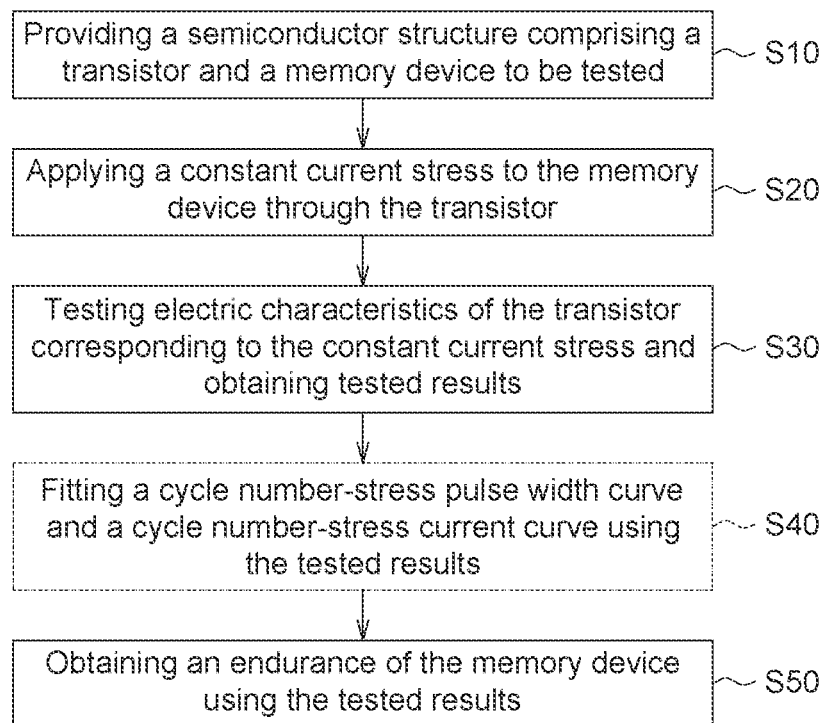 Providing a semiconductor structure comprising a
transistor and a memory device to be tested
S10
Applying a constant current stress to the memory
device through the transistor
S20
Testing electric characteristics of the transistor
corresponding to the constant current stress and
obtaining tested results
S30
Fitting a cycle number-stress pulse width curve
and a cycle number-stress current curve using
the tested results
S40
Obtaining an endurance of the memory device
using the tested results
S50